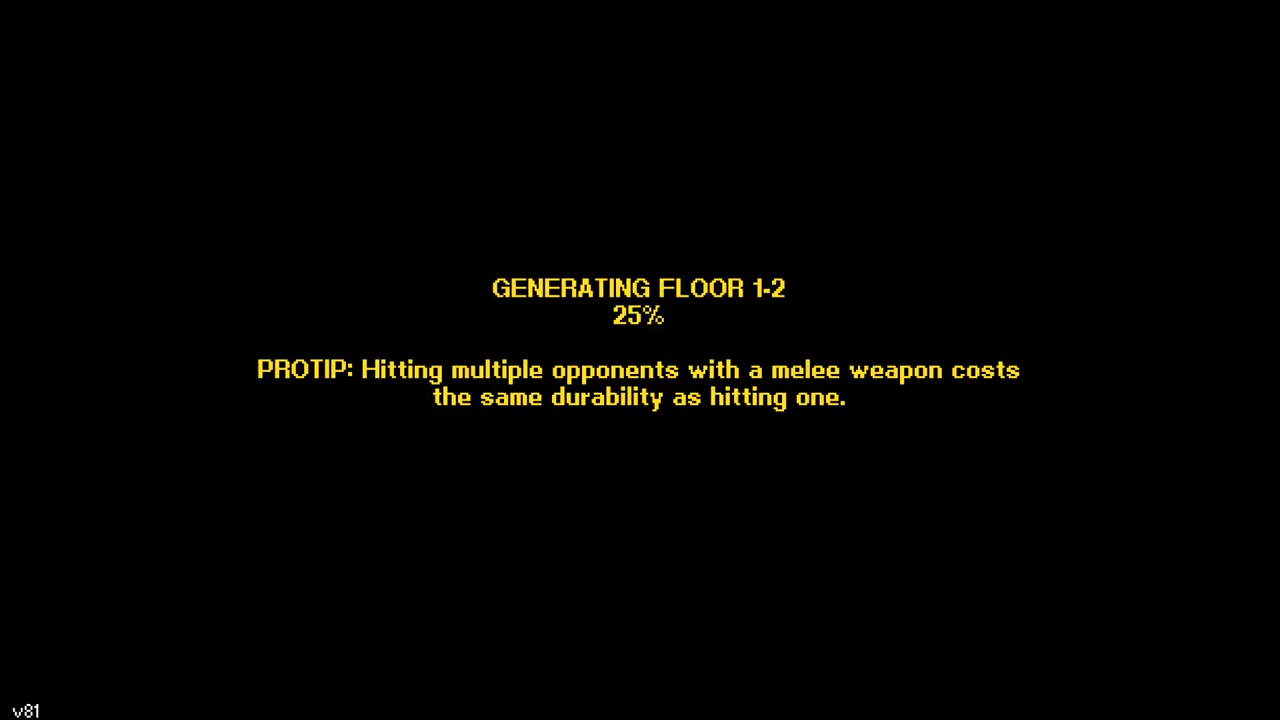 GENERATING FLOOR 1-2
25%
PROTIP: Hitting multiple opponents with a melee weapon costs
the same durability as hitting one.
v81